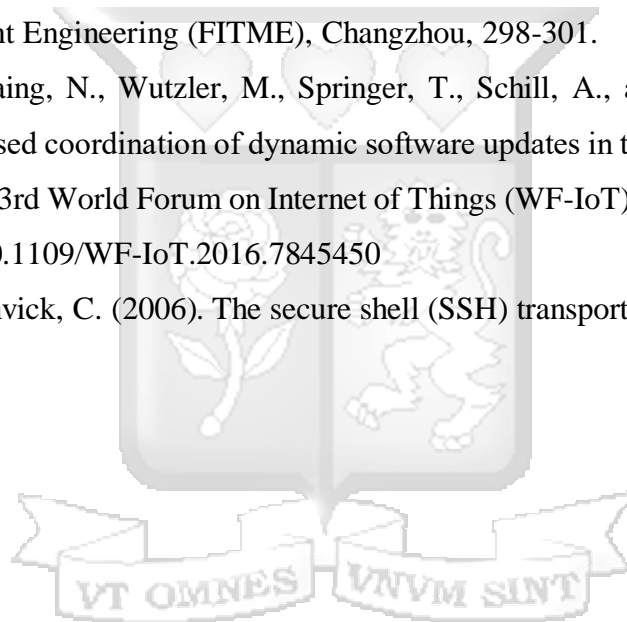 nt Engineering (FITME), Changzhou, 298-301.
aing, N., Wutzler, M., Springer, T., Schill, A., a
sed coordination of dynamic software updates in t
3rd World Forum on Internet of Things (WF-IoT)
0.1109/WF-IoT.2016.7845450
nvick, C. (2006). The secure shell (SSH) transport
VT OMNES VNVM SINT